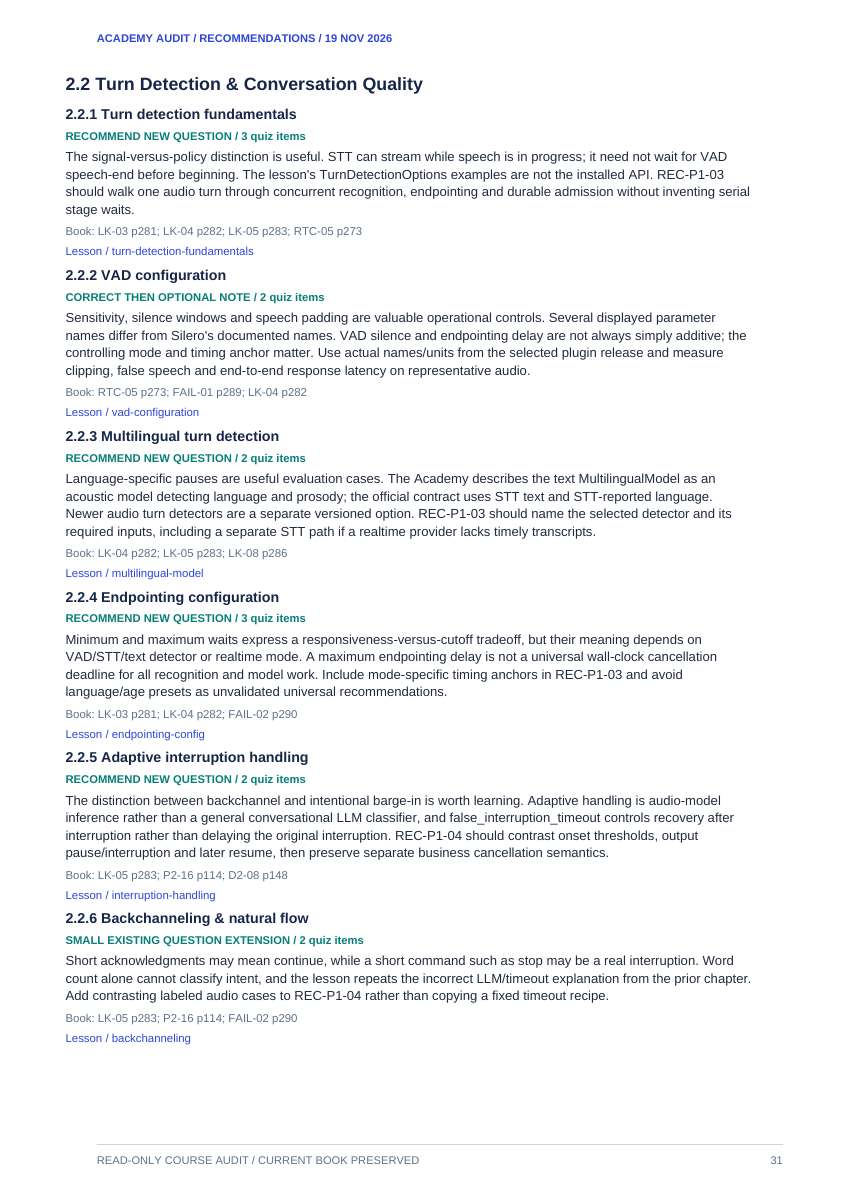 ACADEMY AUDIT / RECOMMENDATIONS / 19 NOV 2026
2.2 Turn Detection & Conversation Quality
2.2.1 Turn detection fundamentals
RECOMMEND NEW QUESTION / 3 quiz items
The signal-versus-policy distinction is useful. STT can stream while speech is in progress; it need not wait for VAD
speech-end before beginning. The lesson's TurnDetectionOptions examples are not the installed API. REC-P1-03
should walk one audio turn through concurrent recognition, endpointing and durable admission without inventing serial
stage waits.
Book: LK-03 p281; LK-04 p282; LK-05 p283; RTC-05 p273
Lesson / turn-detection-fundamentals
2.2.2 VAD configuration
CORRECT THEN OPTIONAL NOTE / 2 quiz items
Sensitivity, silence windows and speech padding are valuable operational controls. Several displayed parameter
names differ from Silero's documented names. VAD silence and endpointing delay are not always simply additive; the
controlling mode and timing anchor matter. Use actual names/units from the selected plugin release and measure
clipping, false speech and end-to-end response latency on representative audio.
Book: RTC-05 p273; FAIL-01 p289; LK-04 p282
Lesson / vad-configuration
2.2.3 Multilingual turn detection
RECOMMEND NEW QUESTION / 2 quiz items
Language-specific pauses are useful evaluation cases. The Academy describes the text MultilingualModel as an
acoustic model detecting language and prosody; the official contract uses STT text and STT-reported language.
Newer audio turn detectors are a separate versioned option. REC-P1-03 should name the selected detector and its
required inputs, including a separate STT path if a realtime provider lacks timely transcripts.
Book: LK-04 p282; LK-05 p283; LK-08 p286
Lesson / multilingual-model
2.2.4 Endpointing configuration
RECOMMEND NEW QUESTION / 3 quiz items
Minimum and maximum waits express a responsiveness-versus-cutoff tradeoff, but their meaning depends on
VAD/STT/text detector or realtime mode. A maximum endpointing delay is not a universal wall-clock cancellation
deadline for all recognition and model work. Include mode-specific timing anchors in REC-P1-03 and avoid
language/age presets as unvalidated universal recommendations.
Book: LK-03 p281; LK-04 p282; FAIL-02 p290
Lesson / endpointing-config
2.2.5 Adaptive interruption handling
RECOMMEND NEW QUESTION / 2 quiz items
The distinction between backchannel and intentional barge-in is worth learning. Adaptive handling is audio-model
inference rather than a general conversational LLM classifier, and false_interruption_timeout controls recovery after
interruption rather than delaying the original interruption. REC-P1-04 should contrast onset thresholds, output
pause/interruption and later resume, then preserve separate business cancellation semantics.
Book: LK-05 p283; P2-16 p114; D2-08 p148
Lesson / interruption-handling
2.2.6 Backchanneling & natural flow
SMALL EXISTING QUESTION EXTENSION / 2 quiz items
Short acknowledgments may mean continue, while a short command such as stop may be a real interruption. Word
count alone cannot classify intent, and the lesson repeats the incorrect LLM/timeout explanation from the prior chapter.
Add contrasting labeled audio cases to REC-P1-04 rather than copying a fixed timeout recipe.
Book: LK-05 p283; P2-16 p114; FAIL-02 p290
Lesson / backchanneling
READ-ONLY COURSE AUDIT / CURRENT BOOK PRESERVED
31